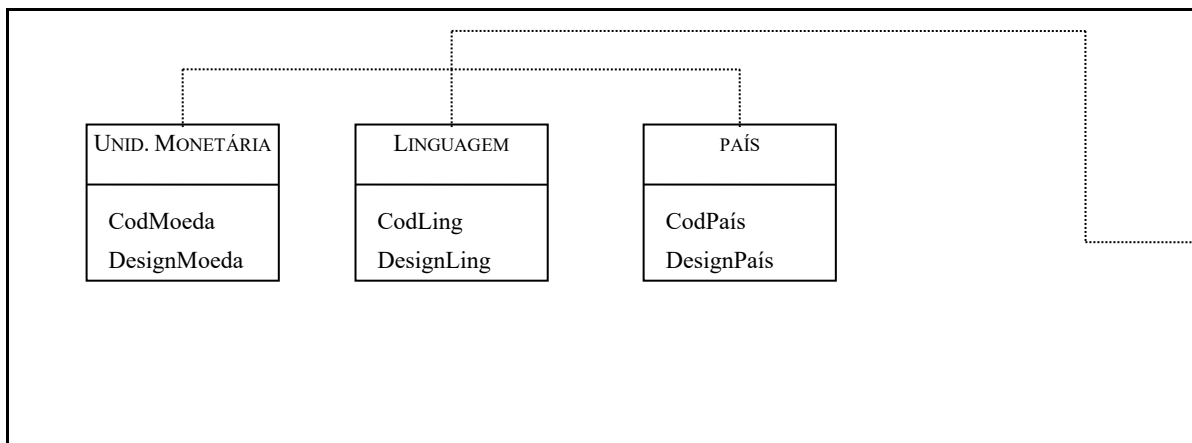 UNID. MONETÁRIA
CodMoeda
DesignMoeda
LINGUAGEM
CodLing
DesignLing
PAÍS
CodPaís
DesignPaís